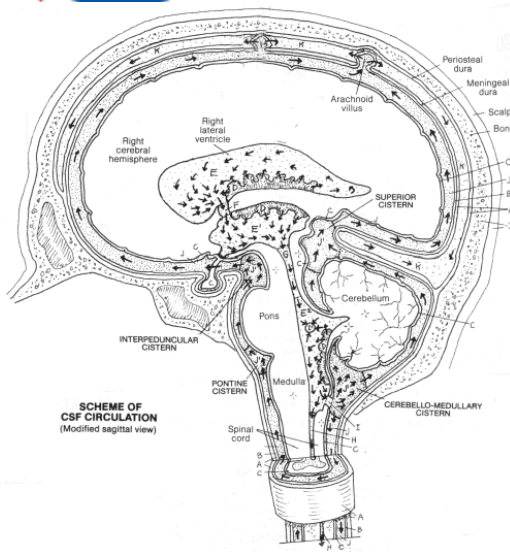 K
K
Periosteal
dura
Meningeal
dura
Scalp
Bone
Arachnoid
villus
Right
lateral
ventricle
Right
cerebral
hemisphere
E
D
F
E'
SUPERIOR
CISTERN
C
J
C
J
C
G
K
Cerebellum
C
Pons
E²
INTERPEDUNCULAR
CISTERN
PONTINE
CISTERN
Medulla
CEREBELLO-MEDULLARY
CISTERN
SCHEME OF
CSF CIRCULATION
(Modified sagittal view)
Spinal
cord
I
H
C
B
A
C
A
B
H C J